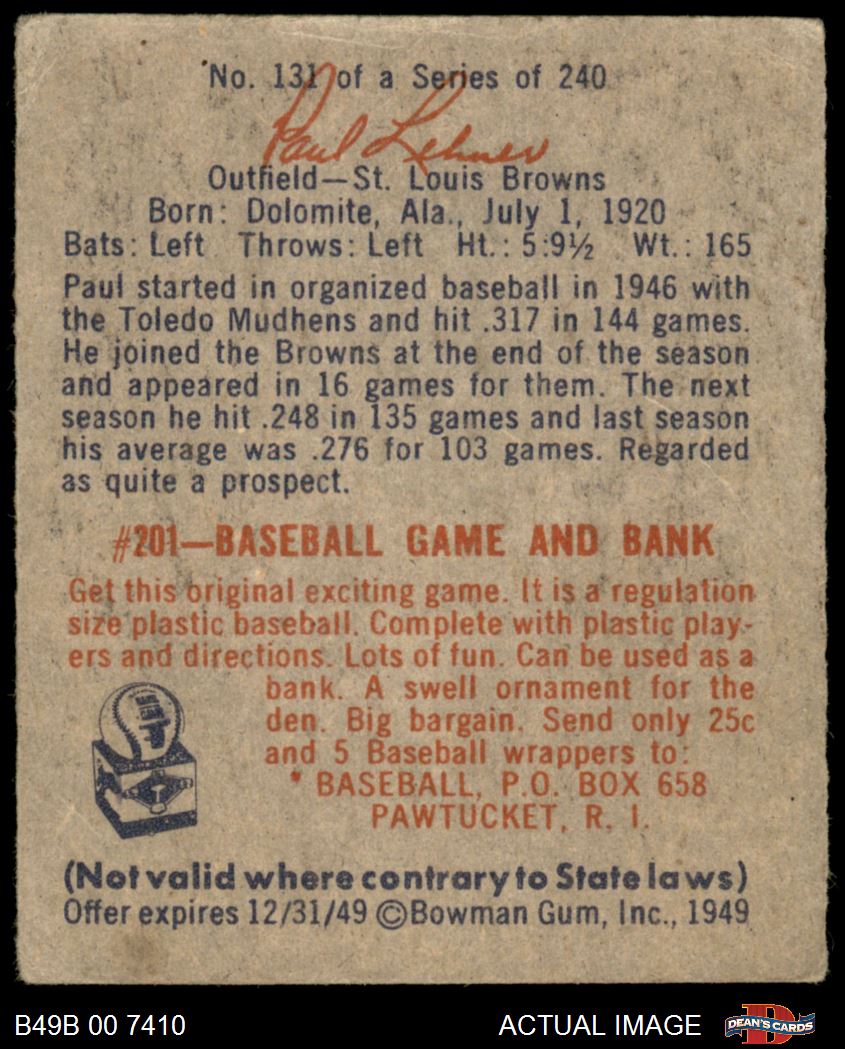 No. 131 of a Series of 240
Paul Lehner
Outfield—St. Louis Browns
Born: Dolomite, Ala., July 1, 1920
Bats: Left Throws: Left Ht.: 5:9½ Wt.: 165
Paul started in organized baseball in 1946 with
the Toledo Mudhens and hit .317 in 144 games.
He joined the Browns at the end of the season
and appeared in 16 games for them. The next
season he hit .248 in 135 games and last season
his average was .276 for 103 games. Regarded
as quite a prospect.
#201—BASEBALL GAME AND BANK
Get this original exciting game. It is a regulation
size plastic baseball. Complete with plastic play-
ers and directions. Lots of fun. Can be used as a
bank. A swell ornament for the
den. Big bargain. Send only 25c
and 5 Baseball wrappers to:
BASEBALL, P.O. BOX 658
PAWTUCKET, R. I.
(Not valid where contrary to State laws)
Offer expires 12/31/49 ©Bowman Gum, Inc., 1949
B49B 00 7410
ACTUAL IMAGE
DEAN'S CARDS